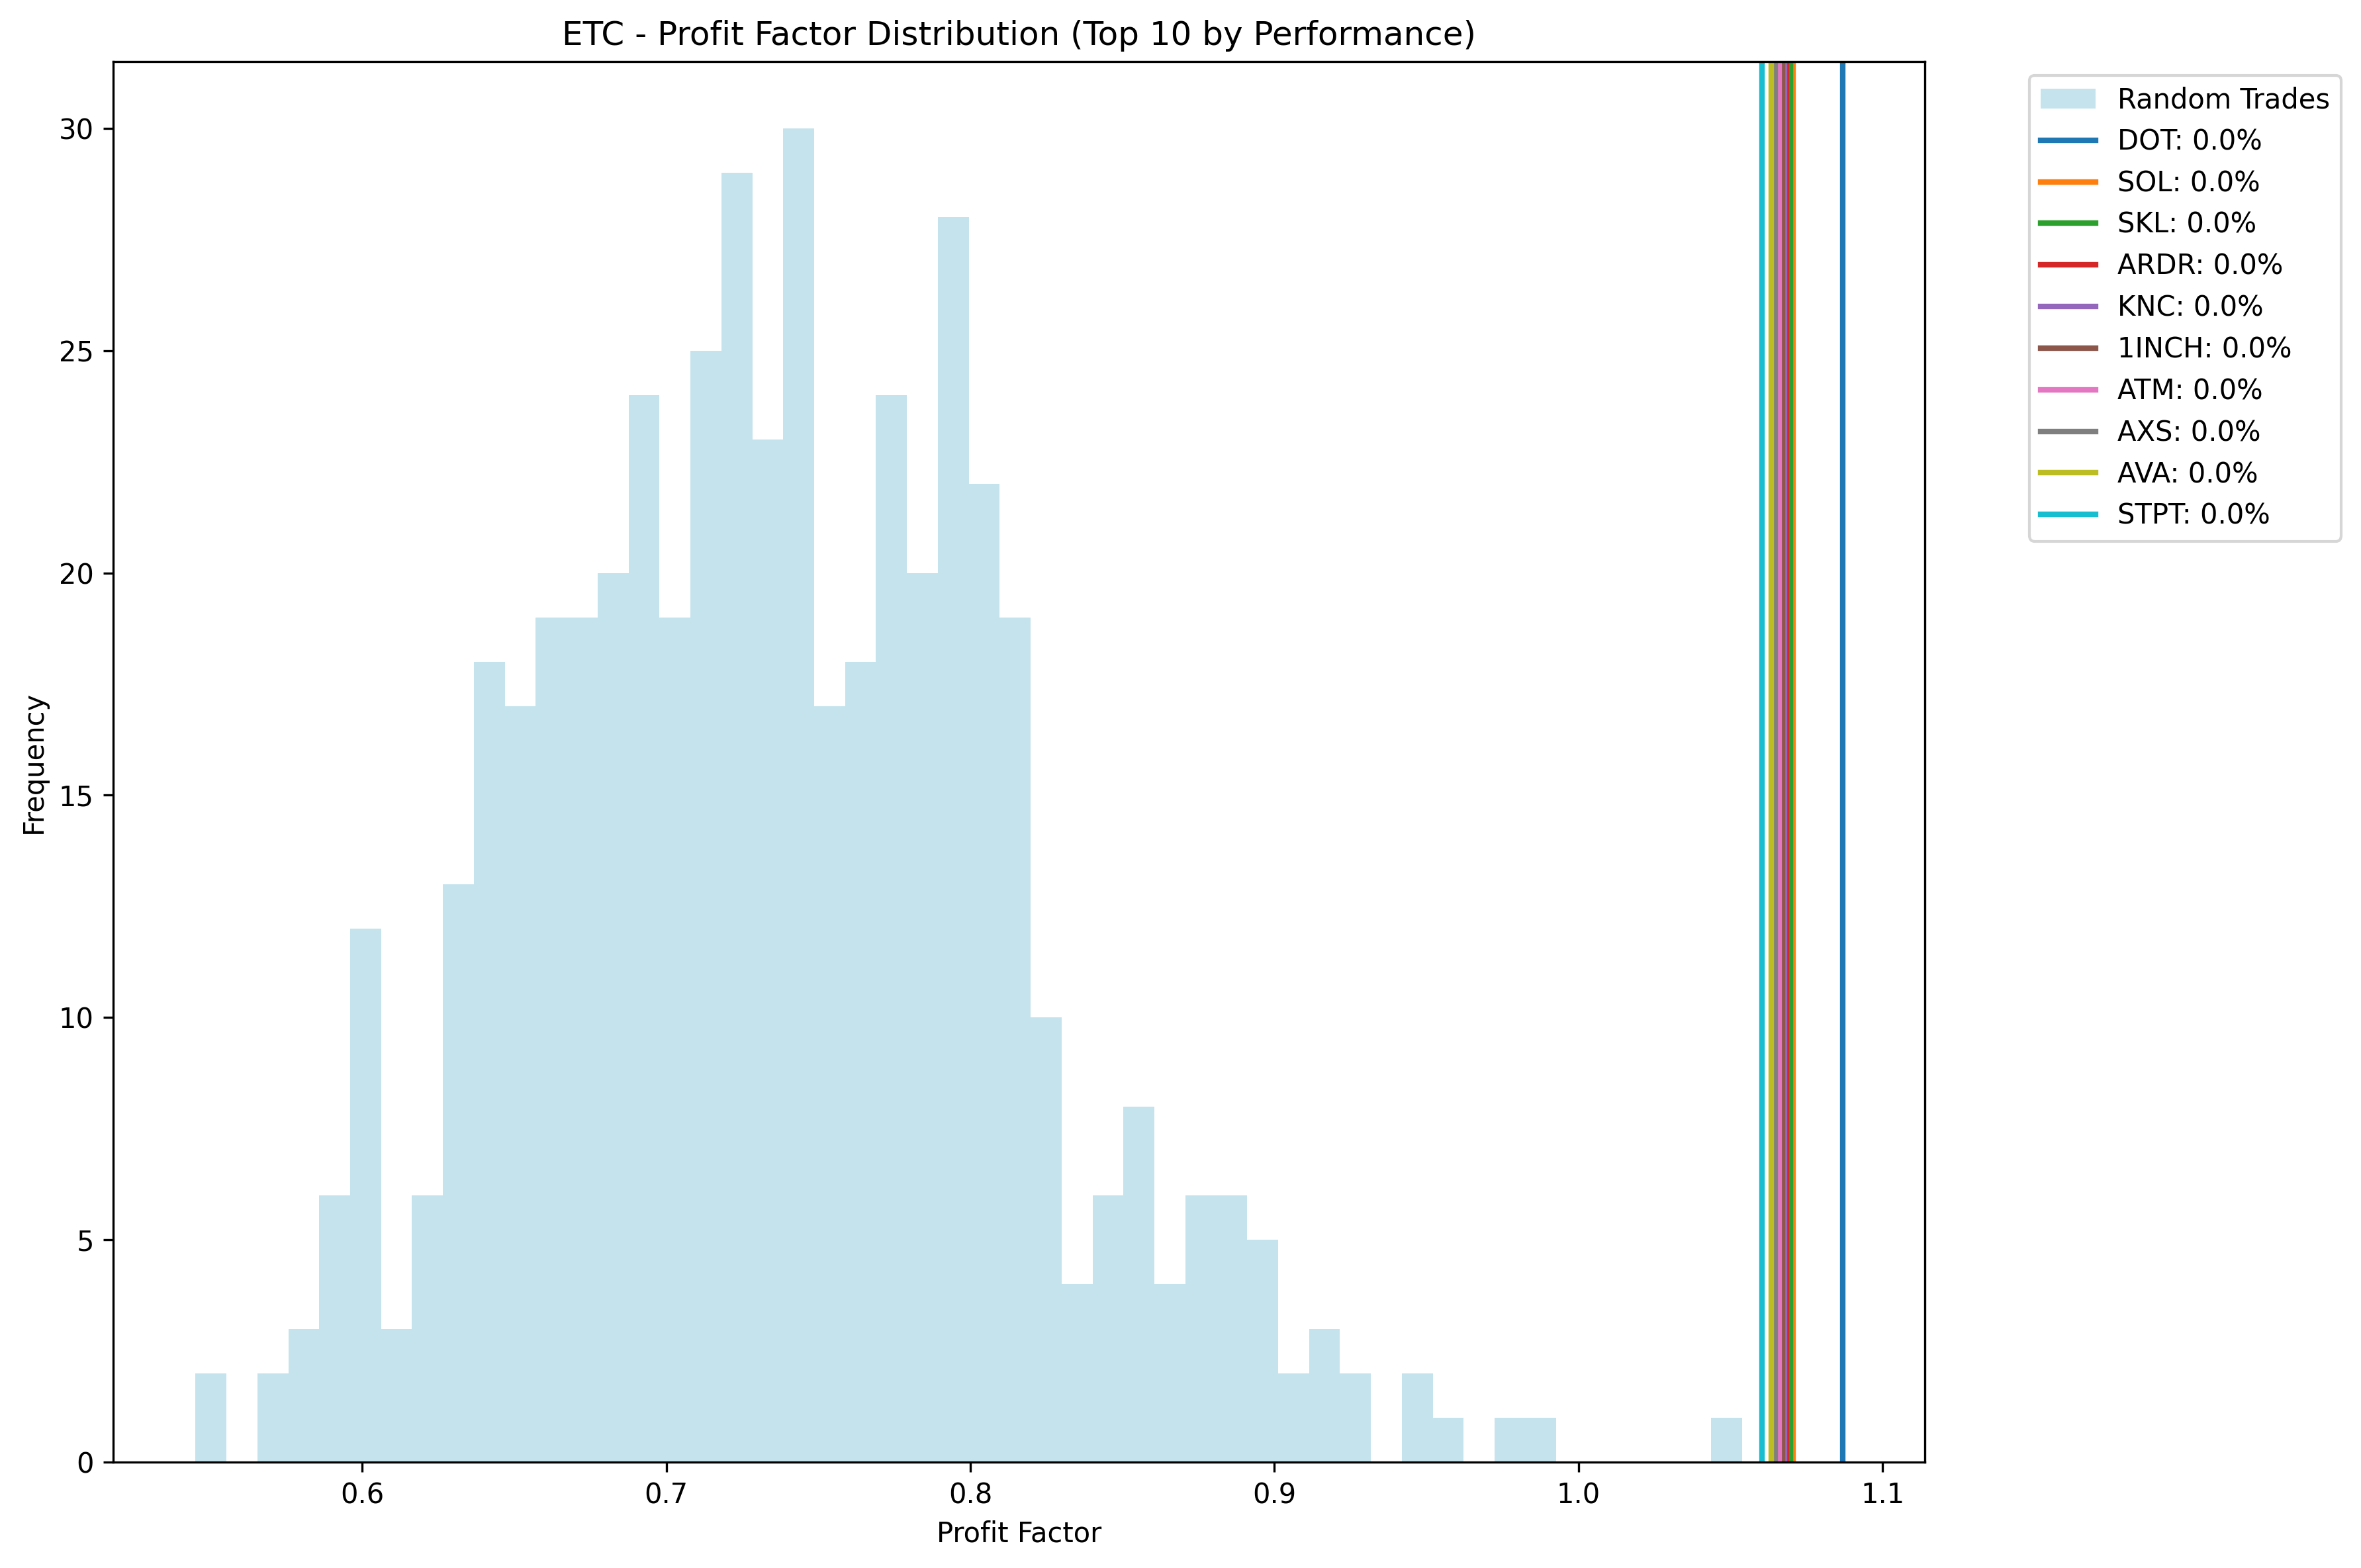 ETC - Profit Factor Distribution (Top 10 by Performance)
Random Trades
DOT: 0.0%
SOL: 0.0%
SKL: 0.0%
ARDR: 0.0%
KNC: 0.0%
1INCH: 0.0%
ATM: 0.0%
AXS: 0.0%
AVA: 0.0%
STPT: 0.0%
Frequency
30
25
20
15
10
5
0
0.6 0.7 0.8 0.9 1.0 1.1
Profit Factor